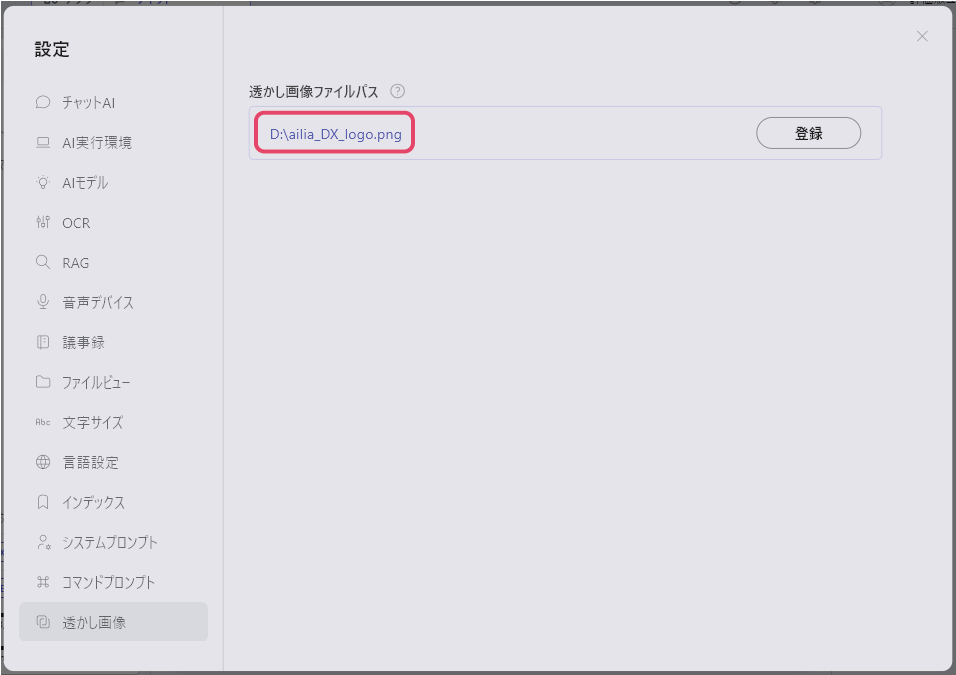 設定
チャットAI
AI実行環境
AIモデル
OCR
RAG
音声デバイス
議事録
ファイルビュー
Abc 文字サイズ
言語設定
インデックス
システムプロンプト
コマンドプロンプト
透かし画像
透かし画像ファイルパス ?
D:\ailia_DX_logo.png
登録